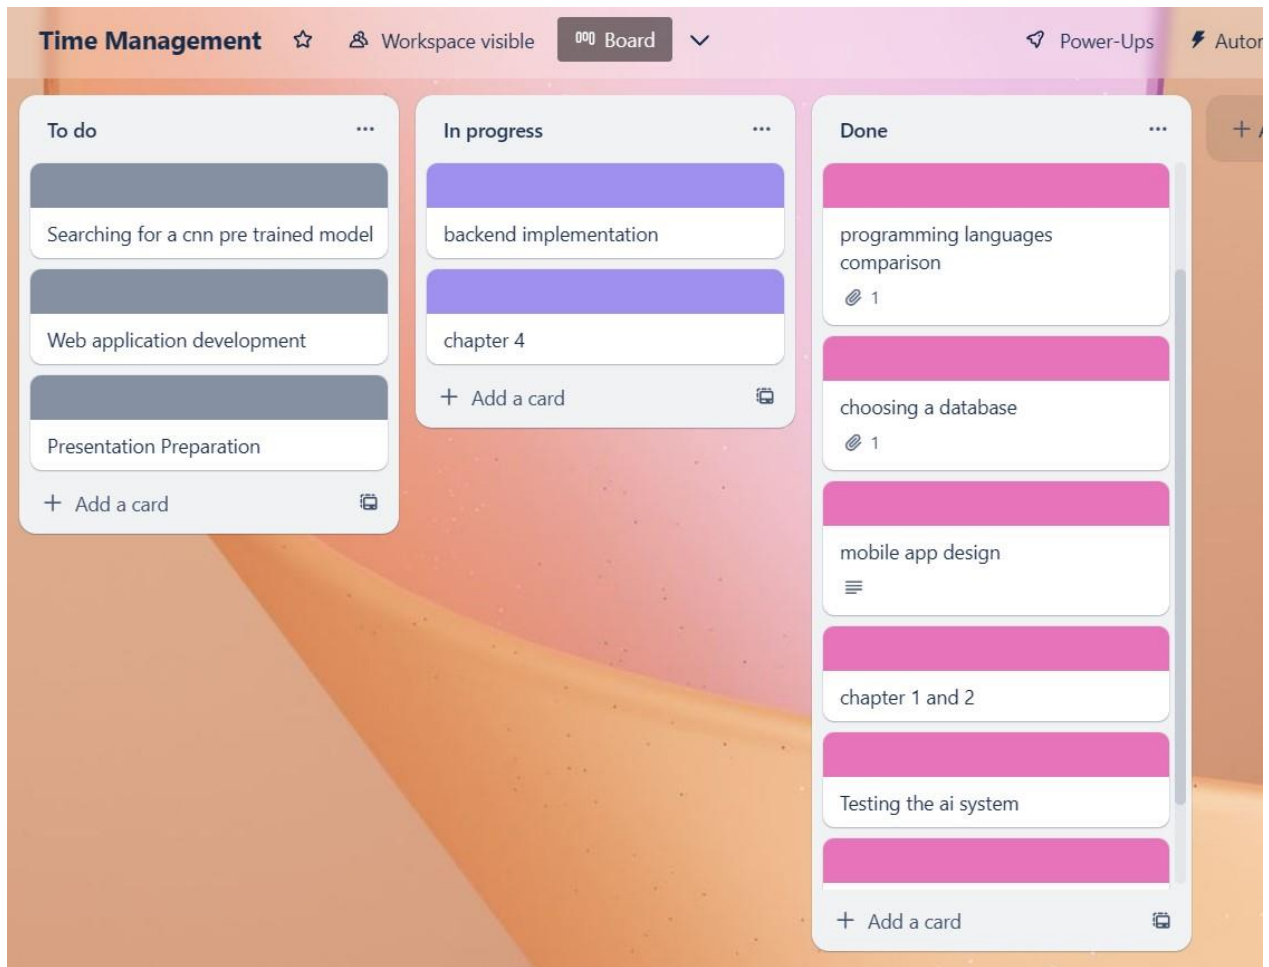 Time Management
Workspace visible
Board
Power-Ups
To do
Searching for a cnn pre trained model
Web application development
Presentation Preparation
+ Add a card
In progress
backend implementation
chapter 4
+ Add a card
Done
programming languages
comparison
1
choosing a database
1
mobile app design
chapter 1 and 2
Testing the ai system
+ Add a card